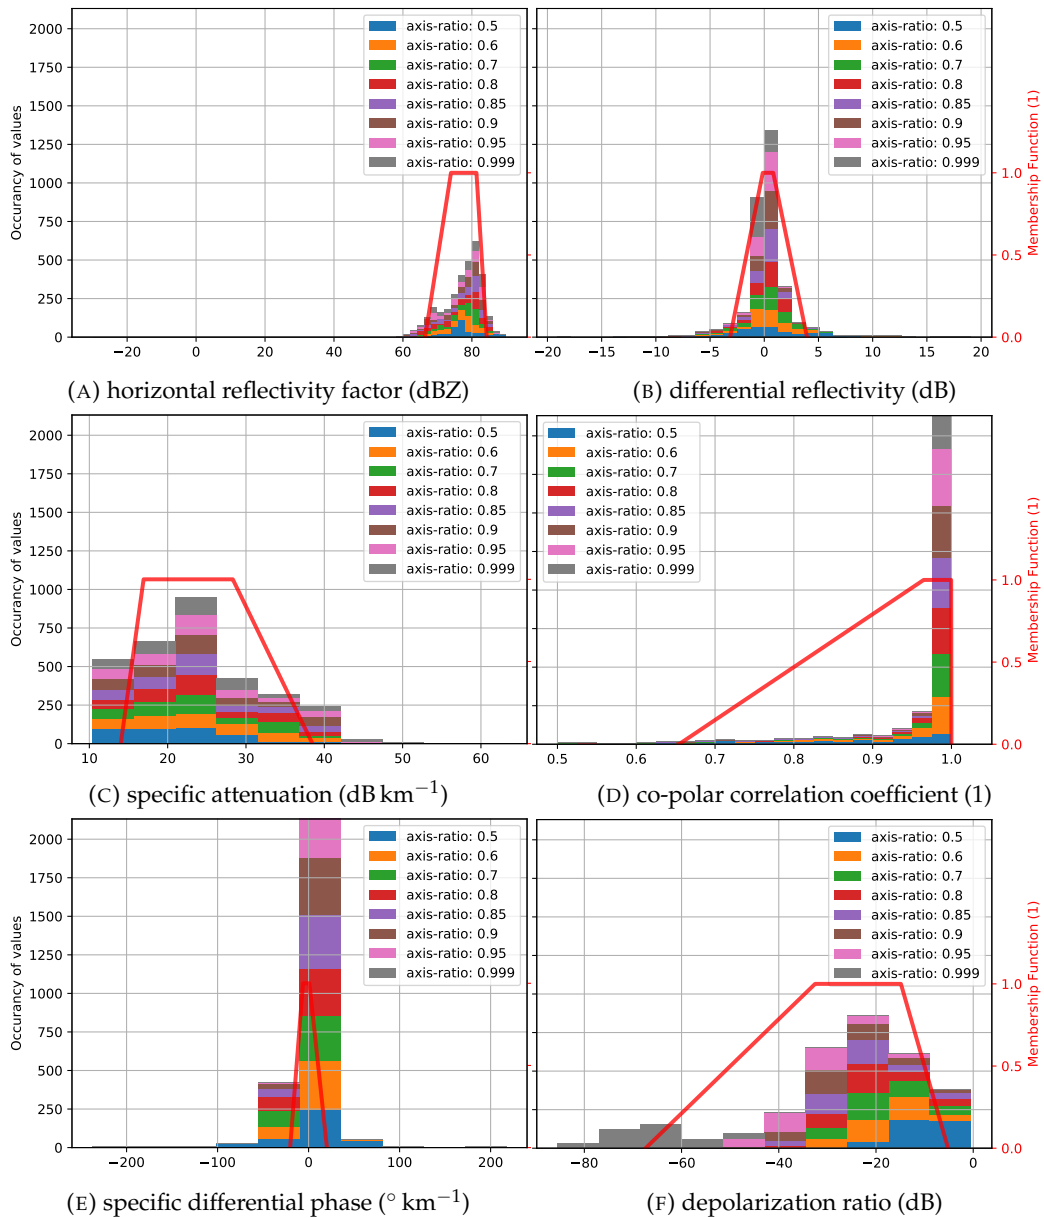 2000
1750
1500
1250
1000
750
500
250
0
Occurancy of values
axis-ratio: 0.5
axis-ratio: 0.6
axis-ratio: 0.7
axis-ratio: 0.8
axis-ratio: 0.85
axis-ratio: 0.9
axis-ratio: 0.95
axis-ratio: 0.999
−20 0 20 40 60 80
(A) horizontal reflectivity factor (dBZ)
axis-ratio: 0.5
axis-ratio: 0.6
axis-ratio: 0.7
axis-ratio: 0.8
axis-ratio: 0.85
axis-ratio: 0.9
axis-ratio: 0.95
axis-ratio: 0.999
1.0
0.5
0.0
Membership Function (1)
−20 −15 −10 −5 0 5 10 15 20
(B) differential reflectivity (dB)
2000
1750
1500
1250
1000
750
500
250
0
Occurancy of values
axis-ratio: 0.5
axis-ratio: 0.6
axis-ratio: 0.7
axis-ratio: 0.8
axis-ratio: 0.85
axis-ratio: 0.9
axis-ratio: 0.95
axis-ratio: 0.999
10 20 30 40 50 60
(C) specific attenuation (dB km⁻¹)
axis-ratio: 0.5
axis-ratio: 0.6
axis-ratio: 0.7
axis-ratio: 0.8
axis-ratio: 0.85
axis-ratio: 0.9
axis-ratio: 0.95
axis-ratio: 0.999
1.0
0.5
0.0
Membership Function (1)
0.5 0.6 0.7 0.8 0.9 1.0
(D) co-polar correlation coefficient (1)
2000
1750
1500
1250
1000
750
500
250
0
Occurancy of values
axis-ratio: 0.5
axis-ratio: 0.6
axis-ratio: 0.7
axis-ratio: 0.8
axis-ratio: 0.85
axis-ratio: 0.9
axis-ratio: 0.95
axis-ratio: 0.999
−200 −100 0 100 200
(E) specific differential phase (° km⁻¹)
axis-ratio: 0.5
axis-ratio: 0.6
axis-ratio: 0.7
axis-ratio: 0.8
axis-ratio: 0.85
axis-ratio: 0.9
axis-ratio: 0.95
axis-ratio: 0.999
1.0
0.5
0.0
Membership Function (1)
−80 −60 −40 −20 0
(F) depolarization ratio (dB)